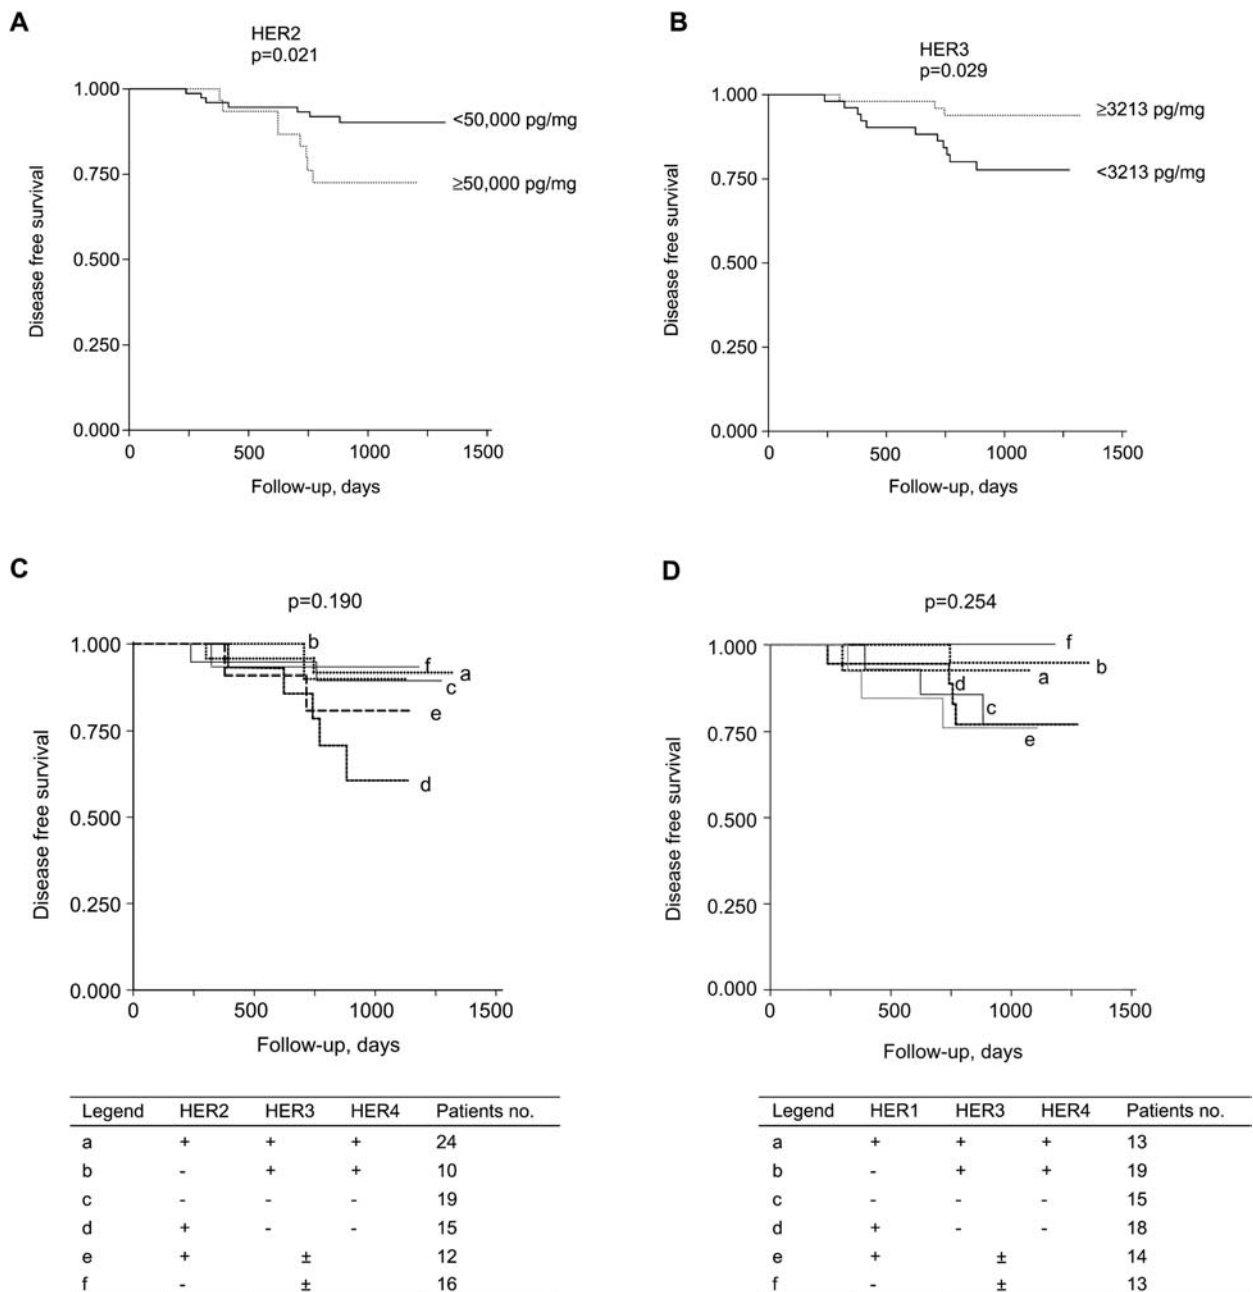 A
HER2
p=0.021
1.000
0.750
0.500
0.250
0.000
<50,000 pg/mg
≥50,000 pg/mg
Disease free survival
0 500 1000 1500
Follow-up, days
B
HER3
p=0.029
1.000
0.750
0.500
0.250
0.000
≥3213 pg/mg
<3213 pg/mg
Disease free survival
0 500 1000 1500
Follow-up, days
C
p=0.190
1.000
0.750
0.500
0.250
0.000
b
f
a
c
e
d
Disease free survival
0 500 1000 1500
Follow-up, days
Legend HER2 HER3 HER4 Patients no.
a + + + 24
b - + + 10
c - - - 19
d + - - 15
e + ± 12
f - ± 16
D
p=0.254
1.000
0.750
0.500
0.250
0.000
f
b
a
d
c
e
Disease free survival
0 500 1000 1500
Follow-up, days
Legend HER1 HER3 HER4 Patients no.
a + + + 13
b - + + 19
c - - - 15
d + - - 18
e + ± 14
f - ± 13